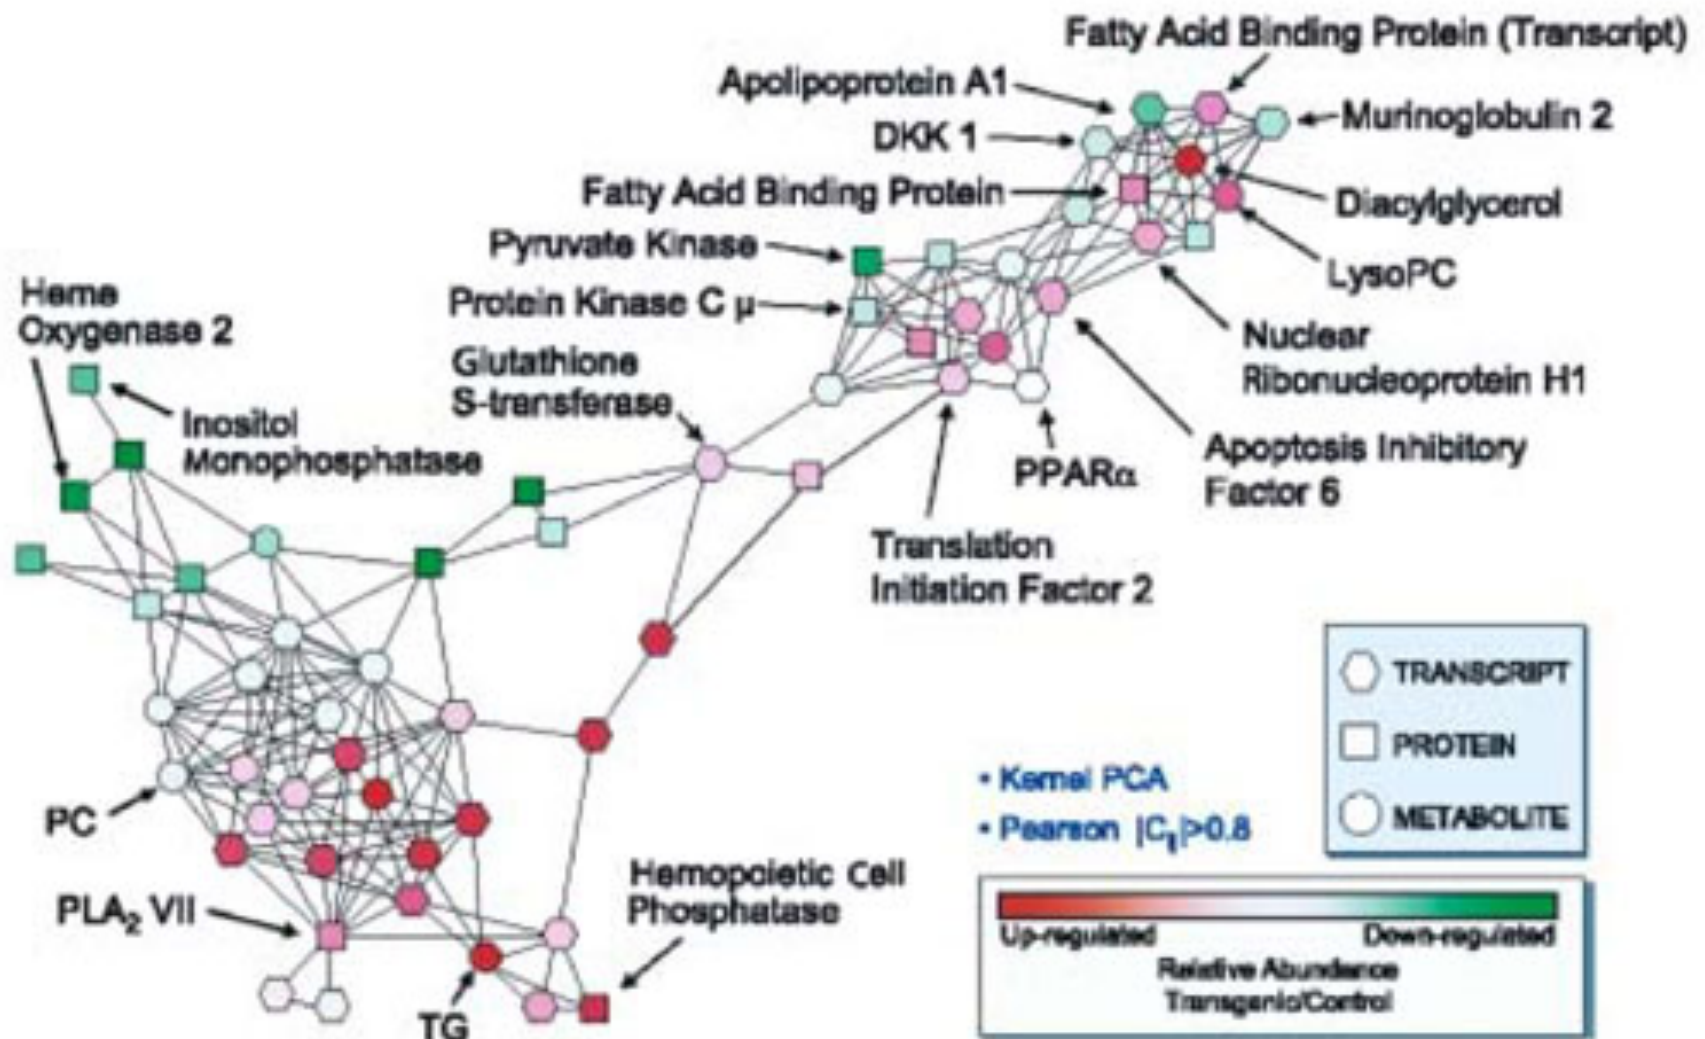 Fatty Acid Binding Protein (Transcript)
Apolipoprotein A1
Murinoglobulin 2
DKK 1
Fatty Acid Binding Protein
Diacylglycerol
Pyruvate Kinase
LysoPC
Heme
Oxygenase 2
Protein Kinase C μ
Nuclear
Ribonucleoprotein H1
Glutathione
S-transferase
Inositol
Monophosphatase
Apoptosis Inhibitory
Factor 6
PPARα
Translation
Initiation Factor 2
TRANSCRIPT
PROTEIN
METABOLITE
• Kernel PCA
• Pearson |Cij|>0.8
PC
Hemopoietic Cell
Phosphatase
PLA2 VII
TG
Up-regulated
Down-regulated
Relative Abundance
Transgenic/Control